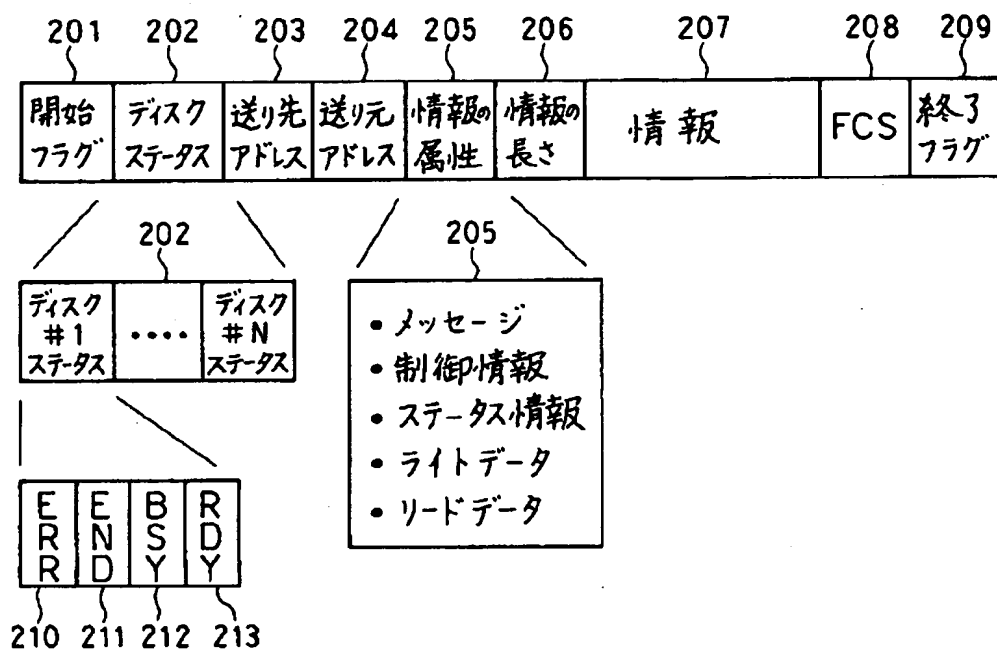 201 202 203 204 205 206 207 208 209
開始 ディスク 送り先 送り元 情報の 情報の 情報 FCS 終了
フラグ ステータス アドレス アドレス 属性 長さ フラグ
202 205
ディスク
#1
ステータス
••••
ディスク
#N
ステータス
• メッセージ
• 制御情報
• ステータス情報
• ライトデータ
• リードデータ
ERR END BSY RDY
210 211 212 213